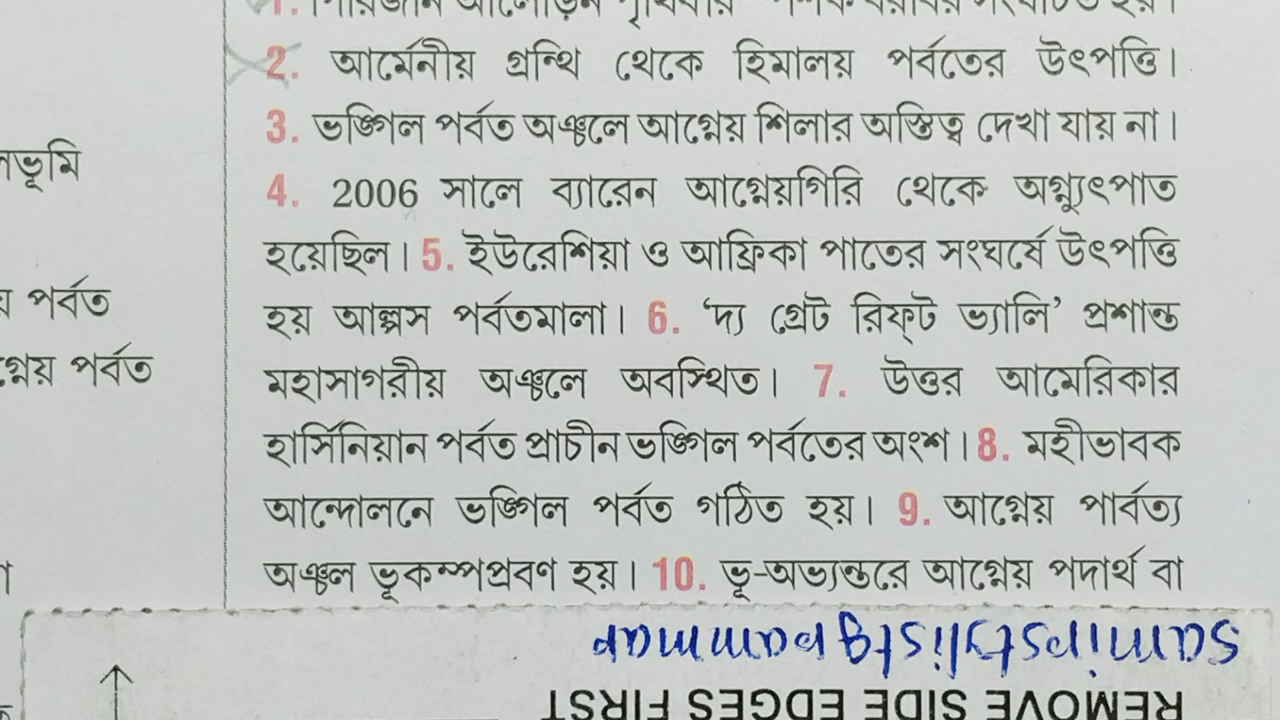 1. গিরিজনি আলোড়ন পৃথিবীর
2. আর্মেনীয় গ্রন্থি থেকে হিমালয় পর্বতের উৎপত্তি।
3. ভঙ্গিল পর্বত অঞ্চলে আগ্নেয় শিলার অস্তিত্ব দেখা যায় না।
4. 2006 সালে ব্যারেন আগ্নেয়গিরি থেকে অগ্ন্যুৎপাত
হয়েছিল। 5. ইউরেশিয়া ও আফ্রিকা পাতের সংঘর্ষে উৎপত্তি
হয় আল্পস পর্বতমালা। 6. ‘দ্য গ্রেট রিফ্‌ট ভ্যালি’ প্রশান্ত
মহাসাগরীয় অঞ্চলে অবস্থিত। 7. উত্তর আমেরিকার
হার্সিনিয়ান পর্বত প্রাচীন ভঙ্গিল পর্বতের অংশ। 8. মহীভাবক
আন্দোলনে ভঙ্গিল পর্বত গঠিত হয়। 9. আগ্নেয় পার্বত্য
অঞ্চল ভূকম্পপ্রবণ হয়। 10. ভূ-অভ্যন্তরে আগ্নেয় পদার্থ বা
পর্বত
পর্বত
samipstylistgrammar
REMOVE SIDE EDGES FIRST